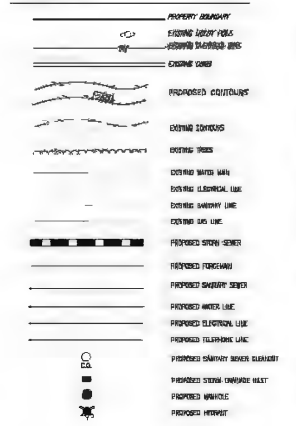 PROPERTY BOUNDARY
EXISTING UTILITY POLE
EXISTING
EXISTING CURB
PROPOSED CONTOURS
EXISTING CONTOURS
EXISTING TREES
EXISTING WATER MAIN
EXISTING ELECTRICAL LINE
EXISTING SANITARY LINE
EXISTING GAS LINE
PROPOSED STORM SEWER
PROPOSED FORCEMAIN
PROPOSED SANITARY SEWER
PROPOSED WATER LINE
PROPOSED ELECTRICAL LINE
PROPOSED TELEPHONE LINE
PROPOSED SANITARY SEWER CLEANOUT
PROPOSED STORM DRAINAGE INLET
PROPOSED MANHOLE
PROPOSED HYDRANT